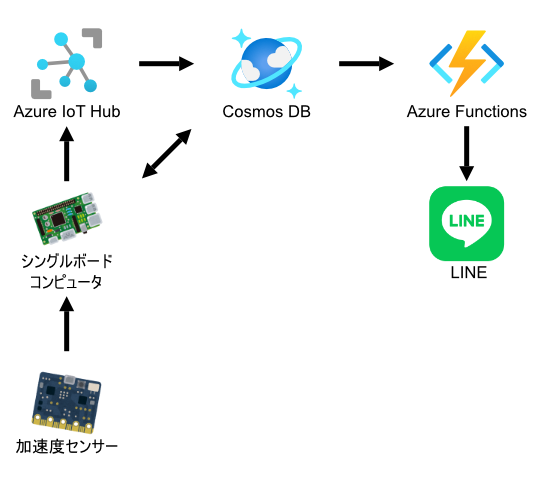 Azure IoT Hub
Cosmos DB
Azure Functions
シングルボード
コンピュータ
LINE
LINE
加速度センサー